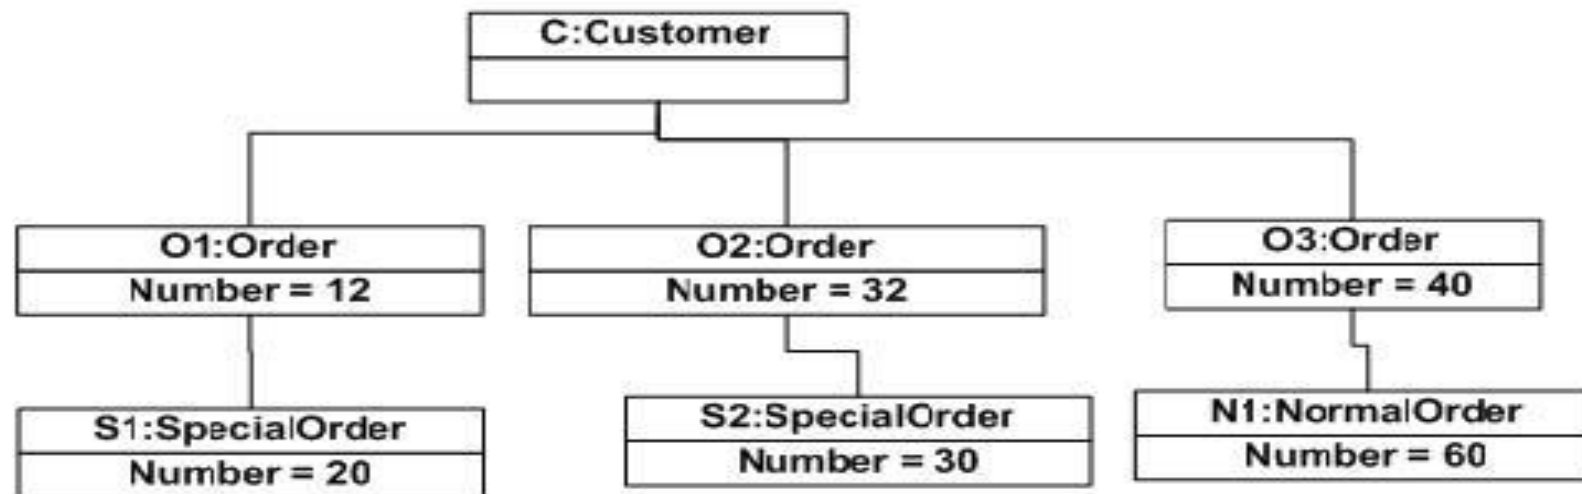 C:Customer
O1:Order
Number = 12
O2:Order
Number = 32
O3:Order
Number = 40
S1:SpecialOrder
Number = 20
S2:SpecialOrder
Number = 30
N1:NormalOrder
Number = 60